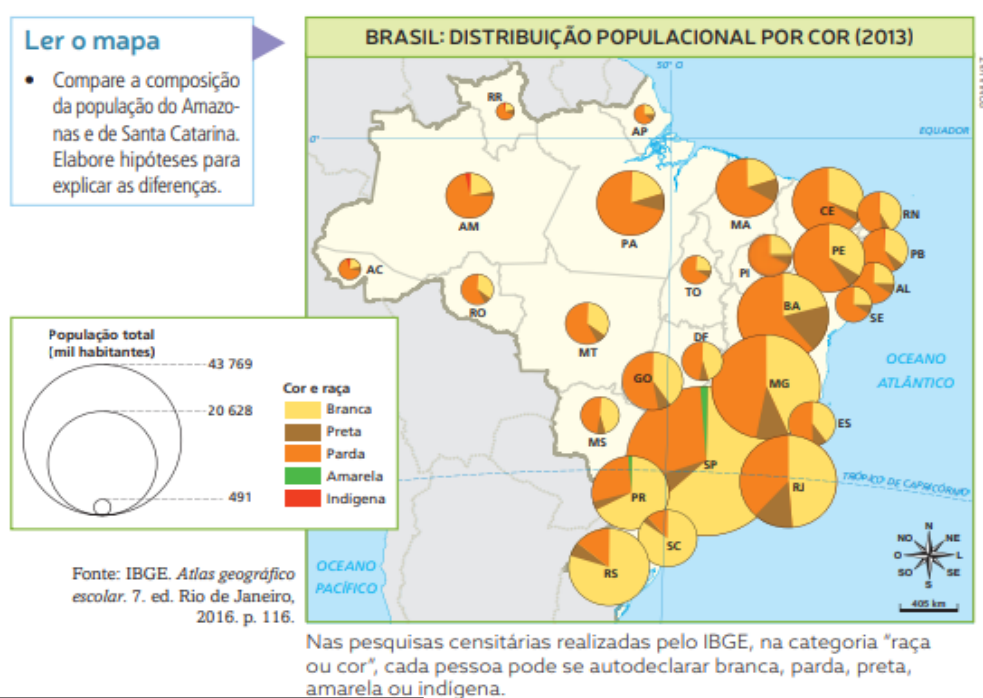 Ler o mapa
• Compare a composição
da população do Amazo-
nas e de Santa Catarina.
Elabore hipóteses para
explicar as diferenças.
BRASIL: DISTRIBUIÇÃO POPULACIONAL POR COR (2013)
50° O
RR
AP
0°
EQUADOR
AM
PA
MA
CE
RN
AC
PI
PE
PB
TO
AL
RO
BA
SE
MT
DF
OCEANO
ATLÂNTICO
GO
MG
MS
ES
SP
TRÓPICO DE CAPRICÓRNIO
PR
RJ
SC
RS
OCEANO
PACÍFICO
N
NO
NE
O
L
SO
SE
S
405 km
População total
(mil habitantes)
43 769
20 628
491
Cor e raça
Branca
Preta
Parda
Amarela
Indígena
Fonte: IBGE. Atlas geográfico
escolar. 7. ed. Rio de Janeiro,
2016. p. 116.
Nas pesquisas censitárias realizadas pelo IBGE, na categoria “raça
ou cor”, cada pessoa pode se autodeclarar branca, parda, preta,
amarela ou indígena.